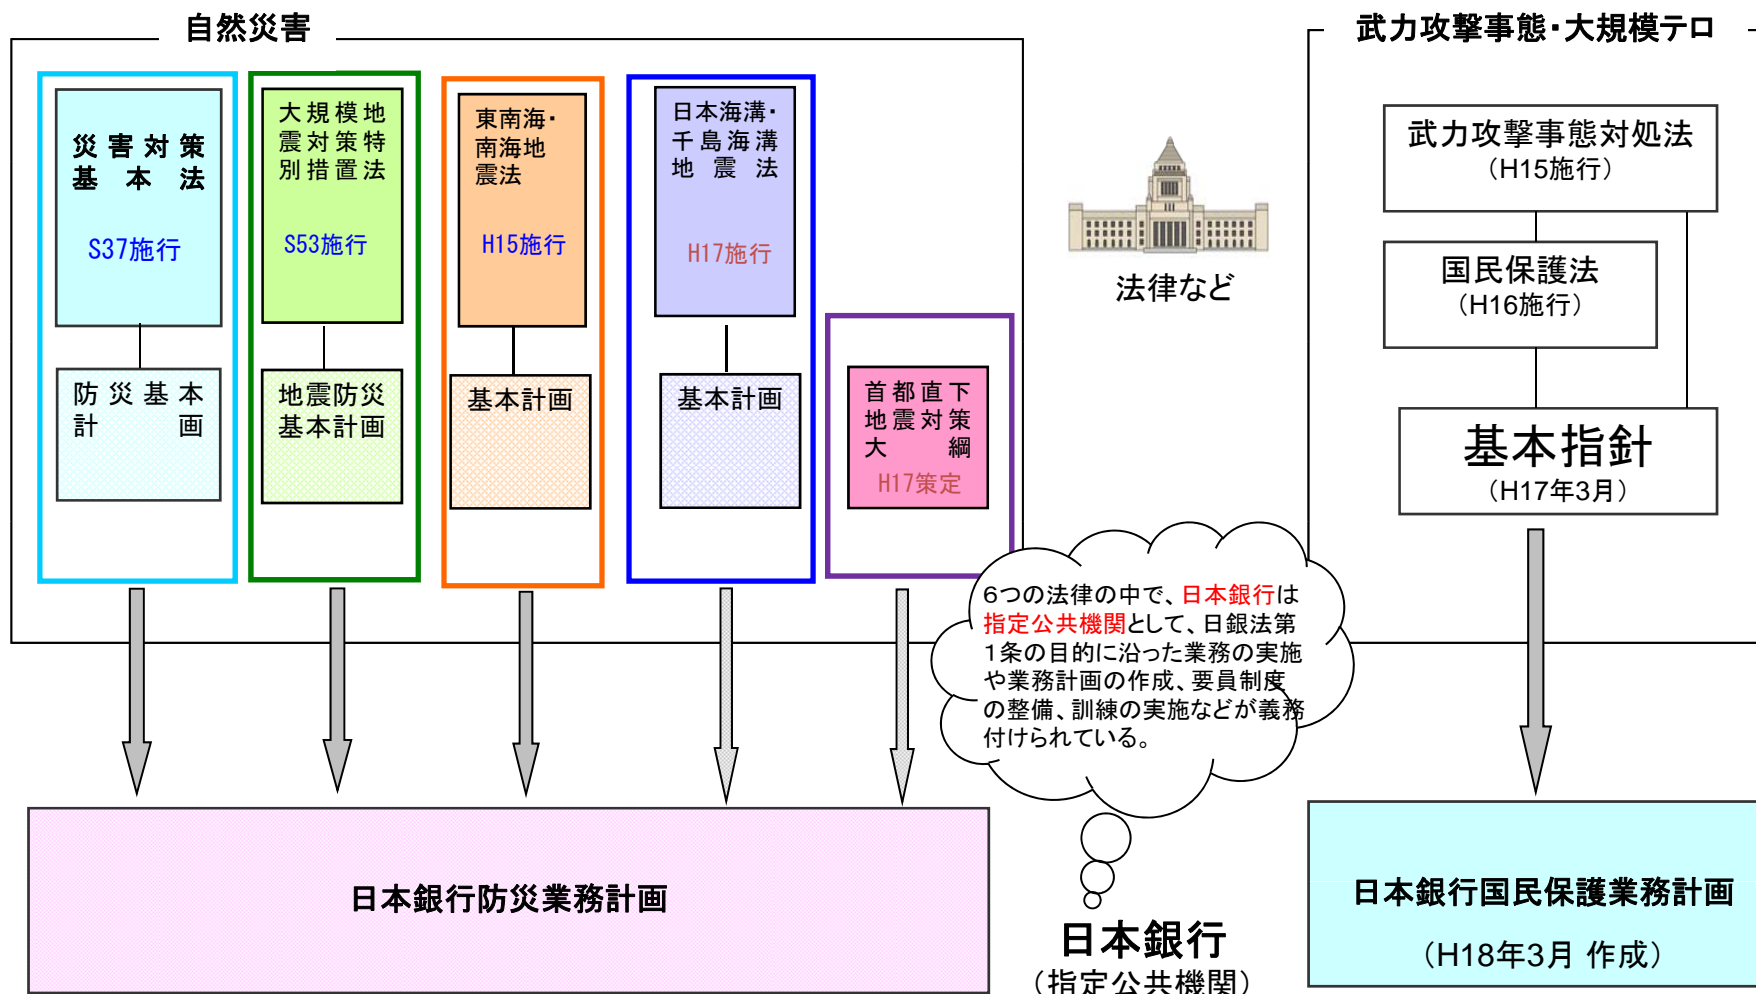 自然災害
災害対策
基本法
S37施行
防災基本
計画
大規模地
震対策特
別措置法
S53施行
地震防災
基本計画
東南海・
南海地
震法
H15施行
基本計画
日本海溝・
千島海溝
地震法
H17施行
基本計画
首都直下
地震対策
大綱
H17策定
法律など
武力攻撃事態・大規模テロ
武力攻撃事態対処法
（H15施行）
国民保護法
（H16施行）
基本指針
（H17年3月）
６つの法律の中で、日本銀行は
指定公共機関として、日銀法第
１条の目的に沿った業務の実施
や業務計画の作成、要員制度
の整備、訓練の実施などが義務
付けられている。
日本銀行防災業務計画
日本銀行
（指定公共機関）
日本銀行国民保護業務計画
（H18年3月 作成）